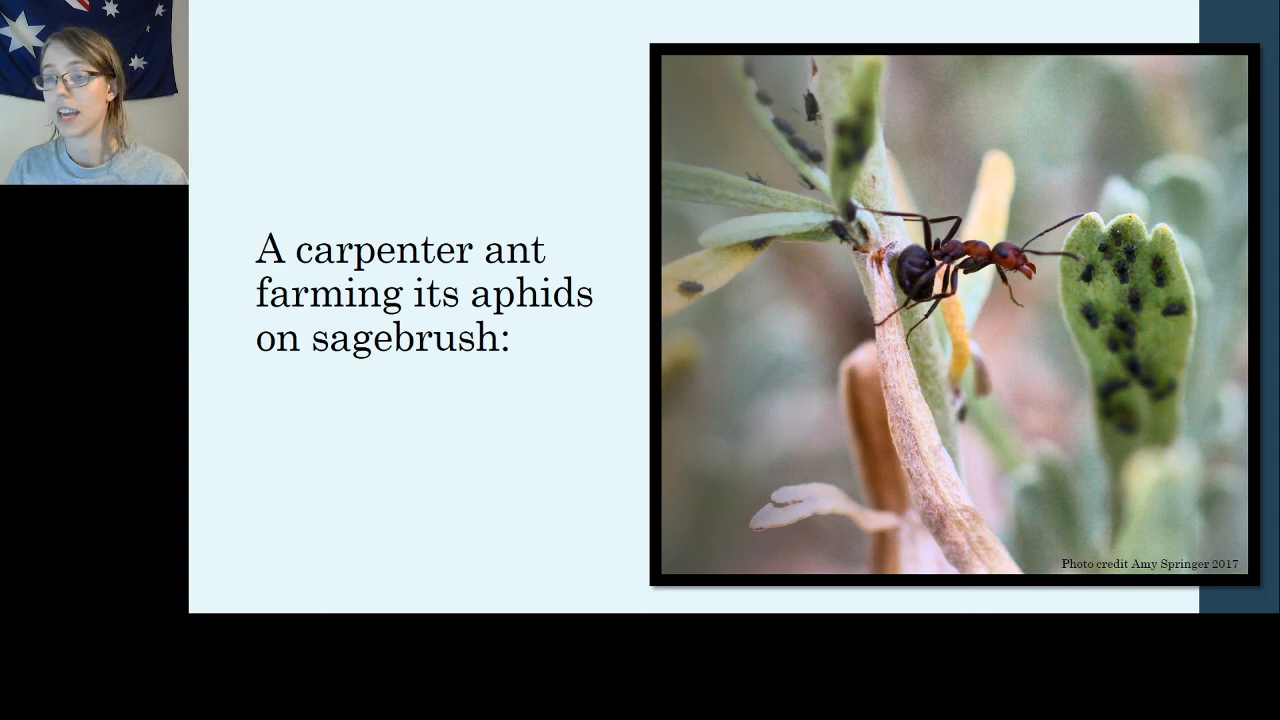 A carpenter ant
farming its aphids
on sagebrush:
Photo credit Amy Springer 2017